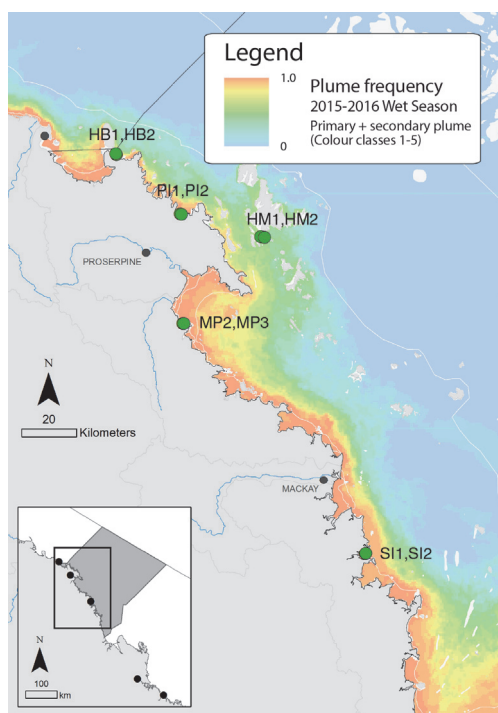 Legend
1.0
0
Plume frequency
2015-2016 Wet Season
Primary + secondary plume
(Colour classes 1-5)
HB1,HB2
PI1,PI2
HM1,HM2
PROSERPINE
MP2,MP3
N
20
Kilometers
MACKAY
SI1,SI2
N
100
km